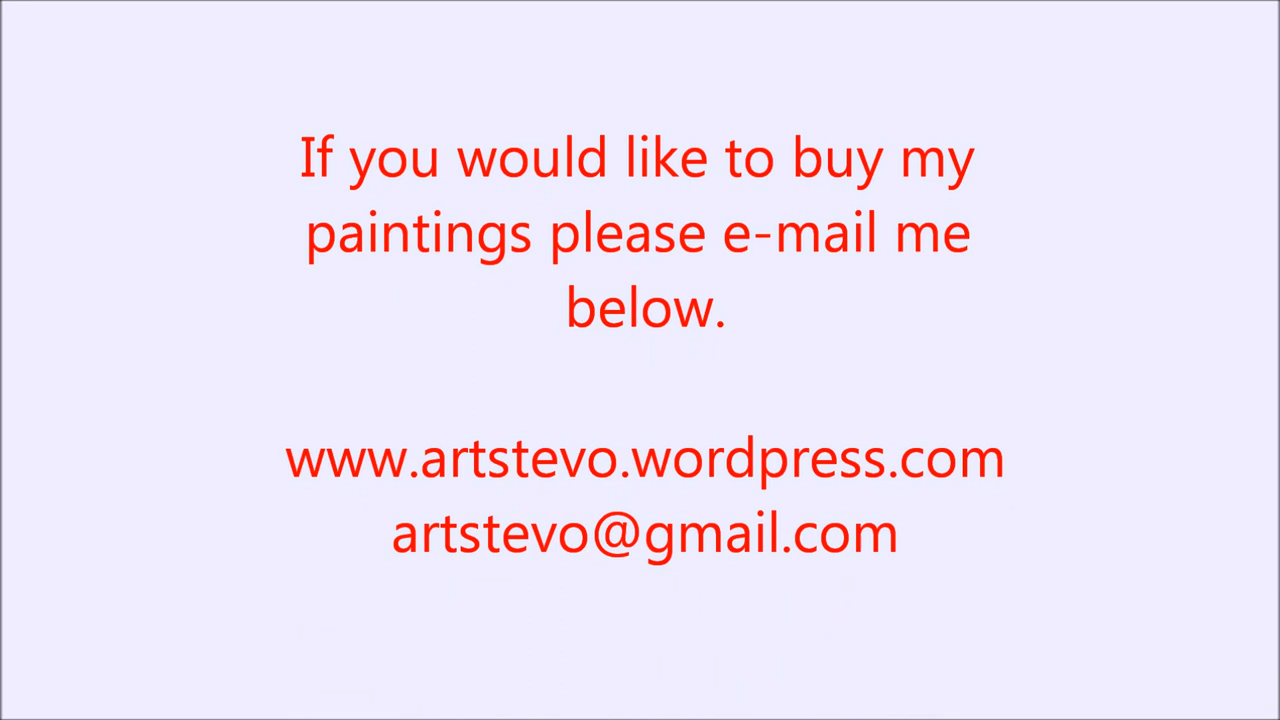 If you would like to buy my
paintings please e-mail me
below.
www.artstevo.wordpress.com
artstevo@gmail.com